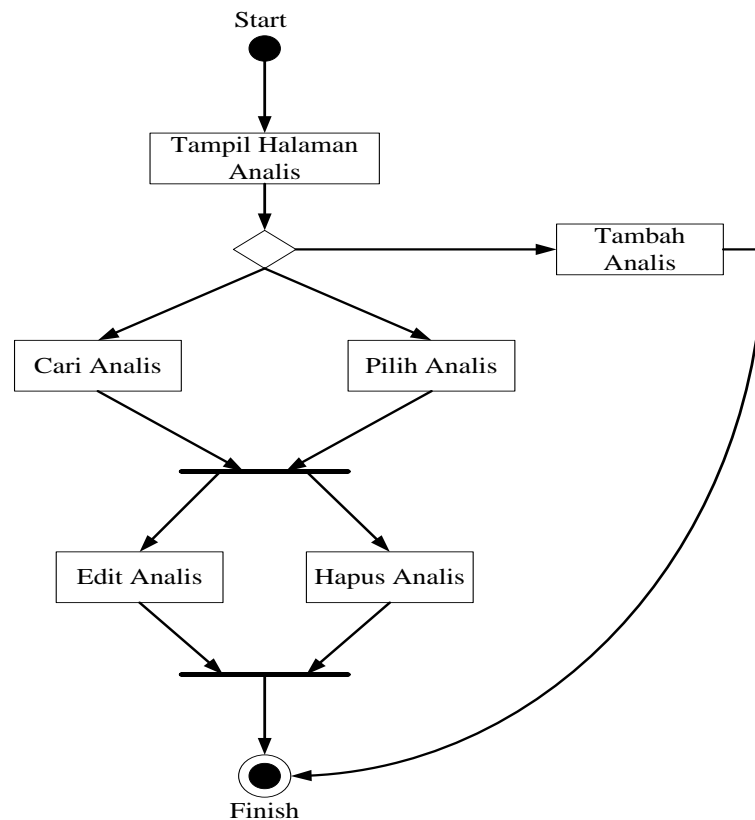 Start
Tampil Halaman
Analis
Tambah
Analis
Cari Analis
Pilih Analis
Edit Analis
Hapus Analis
Finish